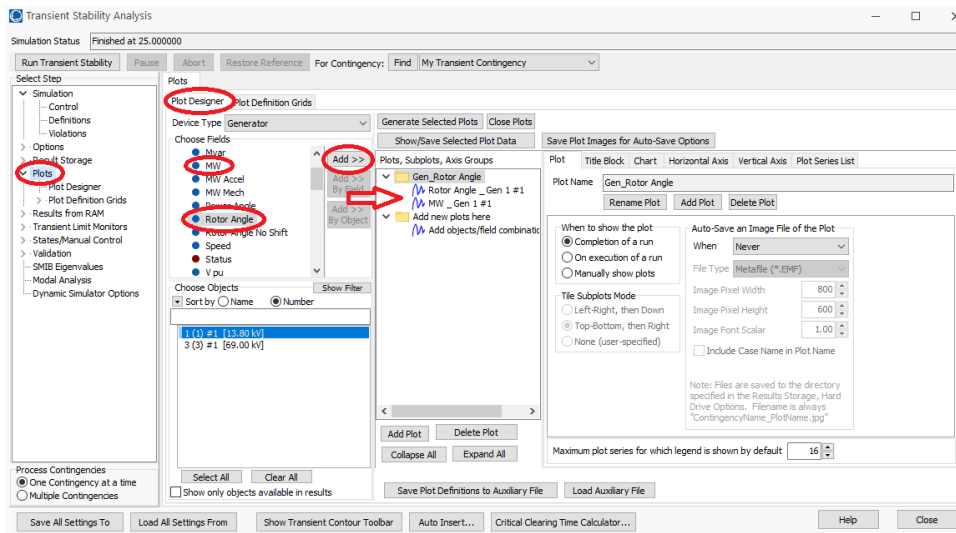 Transient Stability Analysis
Simulation Status Finished at 25.000000
Run Transient Stability Pause Abort Restore Reference For Contingency: Find My Transient Contingency
Select Step
Simulation
Control
Definitions
Violations
Options
Result Storage
Plots
Plot Designer
Plot Definition Grids
Results from RAM
Transient Limit Monitors
States/Manual Control
Validation
SMIB Eigenvalues
Modal Analysis
Dynamic Simulator Options
Process Contingencies
One Contingency at a time
Multiple Contingencies
Plots
Plot Designer Plot Definition Grids
Device Type Generator
Choose Fields
Mvar
MW
MW Accel
MW Mech
Power Angle
Rotor Angle
Rotor Angle No Shift
Speed
Status
V pu
Add >>
Add >>
By Field
Add >>
By Object
Choose Objects Show Filter
Sort by Name Number
1 (1) #1 [13.80 kV]
3 (3) #1 [69.00 kV]
Select All Clear All
Show only objects available in results
Generate Selected Plots Close Plots
Show/Save Selected Plot Data Save Plot Images for Auto-Save Options
Plots, Subplots, Axis Groups
Gen_Rotor Angle
Rotor Angle _ Gen 1 #1
MW _ Gen 1 #1
Add new plots here
Add objects/field combinatic
Add Plot Delete Plot
Collapse All Expand All
Save Plot Definitions to Auxiliary File Load Auxiliary File
Plot Title Block Chart Horizontal Axis Vertical Axis Plot Series List
Plot Name Gen_Rotor Angle
Rename Plot Add Plot Delete Plot
When to show the plot
Completion of a run
On execution of a run
Manually show plots
Tile Subplots Mode
Left-Right, then Down
Top-Bottom, then Right
None (user-specified)
Auto-Save an Image File of the Plot
When Never
File Type Metafile (*.EMF)
Image Pixel Width 800
Image Pixel Height 600
Image Font Scalar 1.00
Include Case Name in Plot Name
Note: Files are saved to the directory
specified in the Results Storage, Hard
Drive Options. Filename is always
"ContingencyName_PlotName.jpg"
Maximum plot series for which legend is shown by default 16
Save All Settings To Load All Settings From Show Transient Contour Toolbar Auto Insert... Critical Clearing Time Calculator... Help Close